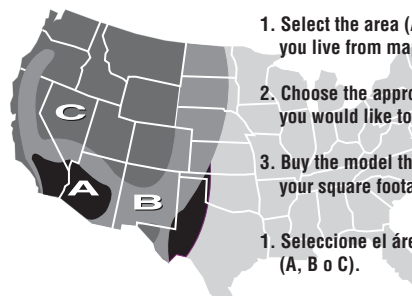 1. Select the area (A
you live from ma
2. Choose the appro
you would like to
3. Buy the model th
your square foota
1. Seleccione el áre
(A, B o C).
C
A
B